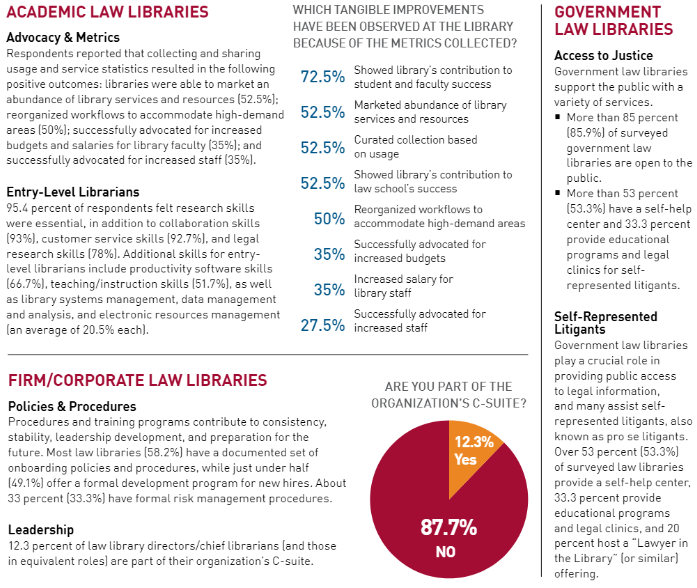 ACADEMIC LAW LIBRARIES
Advocacy & Metrics
Respondents reported that collecting and sharing
usage and service statistics resulted in the following
positive outcomes: libraries were able to market an
abundance of library services and resources (52.5%);
reorganized workflows to accommodate high-demand
areas (50%); successfully advocated for increased
budgets and salaries for library faculty (35%); and
successfully advocated for increased staff (35%).
Entry-Level Librarians
95.4 percent of respondents felt research skills
were essential, in addition to collaboration skills
(93%), customer service skills (92.7%), and legal
research skills (78%). Additional skills for entry-
level librarians include productivity software skills
(66.7%), teaching/instruction skills (51.7%), as well
as library systems management, data management
and analysis, and electronic resources management
(an average of 20.5% each).
WHICH TANGIBLE IMPROVEMENTS
HAVE BEEN OBSERVED AT THE LIBRARY
BECAUSE OF THE METRICS COLLECTED?
72.5% Showed library's contribution to
student and faculty success
52.5% Marketed abundance of library
services and resources
52.5% Curated collection based
on usage
52.5% Showed library's contribution to
law school's success
50% Reorganized workflows to
accommodate high-demand areas
35% Successfully advocated for
increased budgets
35% Increased salary for
library staff
27.5% Successfully advocated for
increased staff
FIRM/CORPORATE LAW LIBRARIES
Policies & Procedures
Procedures and training programs contribute to consistency,
stability, leadership development, and preparation for the
future. Most law libraries (58.2%) have a documented set of
onboarding policies and procedures, while just under half
(49.1%) offer a formal development program for new hires. About
33 percent (33.3%) have formal risk management procedures.
Leadership
12.3 percent of law library directors/chief librarians (and those
in equivalent roles) are part of their organization's C-suite.
ARE YOU PART OF THE
ORGANIZATION'S C-SUITE?
12.3%
Yes
87.7%
NO
GOVERNMENT
LAW LIBRARIES
Access to Justice
Government law libraries
support the public with a
variety of services.
■ More than 85 percent
(85.9%) of surveyed
government law
libraries are open to the
public.
■ More than 53 percent
(53.3%) have a self-help
center and 33.3 percent
provide educational
programs and legal
clinics for self-
represented litigants.
Self-Represented
Litigants
Government law libraries
play a crucial role in
providing public access
to legal information,
and many assist self-
represented litigants, also
known as pro se litigants.
Over 53 percent (53.3%)
of surveyed law libraries
provide a self-help center,
33.3 percent provide
educational programs
and legal clinics, and 20
percent host a "Lawyer in
the Library" (or similar)
offering.